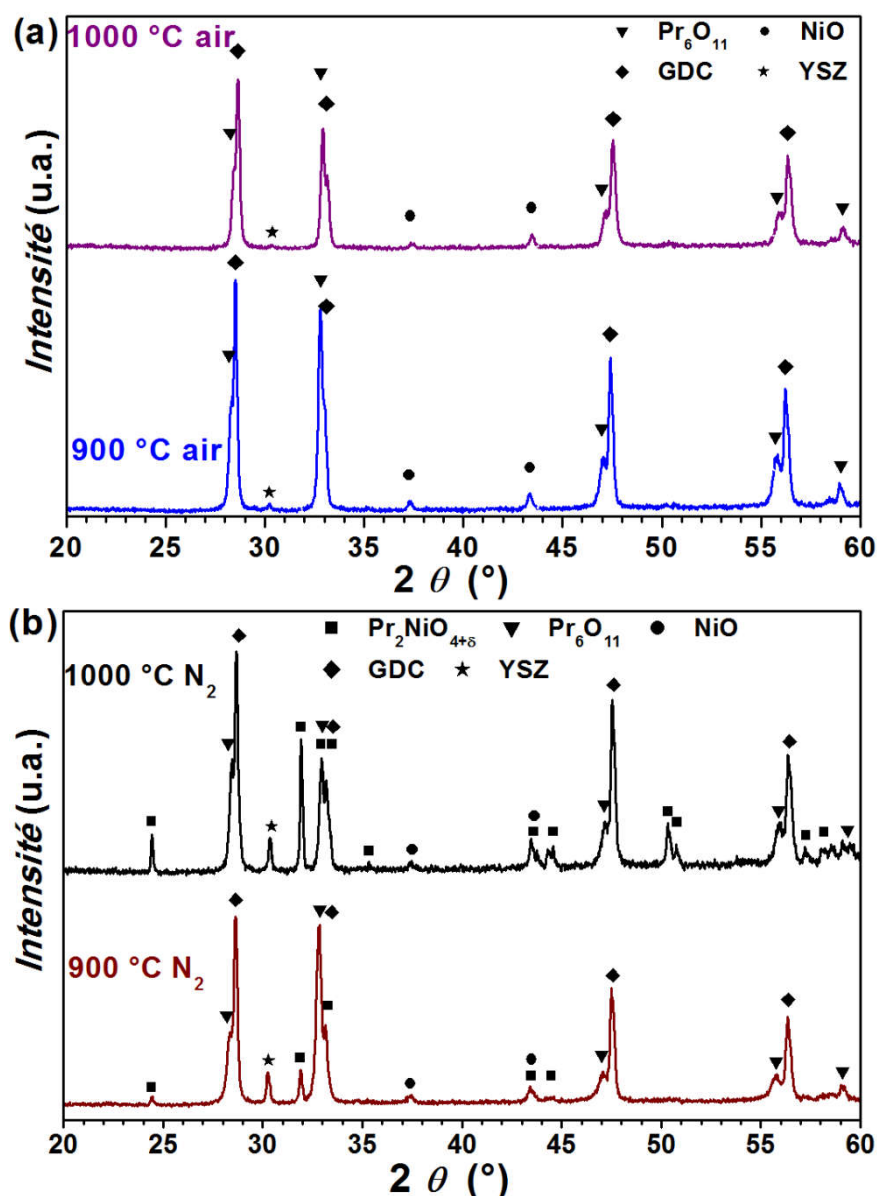 (a) 1000 °C air ▼ Pr₆O₁₁ ● NiO
◆ GDC ★ YSZ
Intensité (u.a.)
900 °C air
20 25 30 35 40 45 50 55 60
2 θ (°)
(b) ■ Pr₂NiO₄₊δ ▼ Pr₆O₁₁ ● NiO
1000 °C N₂ ◆ GDC ★ YSZ
Intensité (u.a.)
900 °C N₂
20 25 30 35 40 45 50 55 60
2 θ (°)